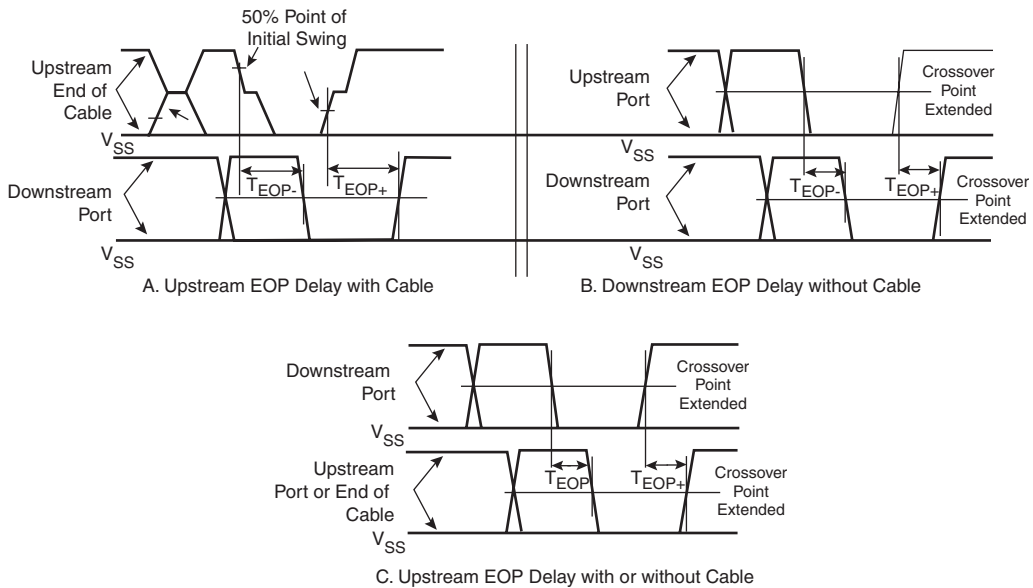 50% Point of
Initial Swing
Upstream
End of
Cable
VSS
Downstream
Port
TEOP-
TEOP+
VSS
A. Upstream EOP Delay with Cable
Upstream
Port
Crossover
Point
Extended
VSS
Downstream
Port
TEOP-
TEOP+
Crossover
Point
Extended
VSS
B. Downstream EOP Delay without Cable
Downstream
Port
Crossover
Point
Extended
VSS
Upstream
Port or End of
Cable
TEOP
TEOP+
Crossover
Point
Extended
VSS
C. Upstream EOP Delay with or without Cable